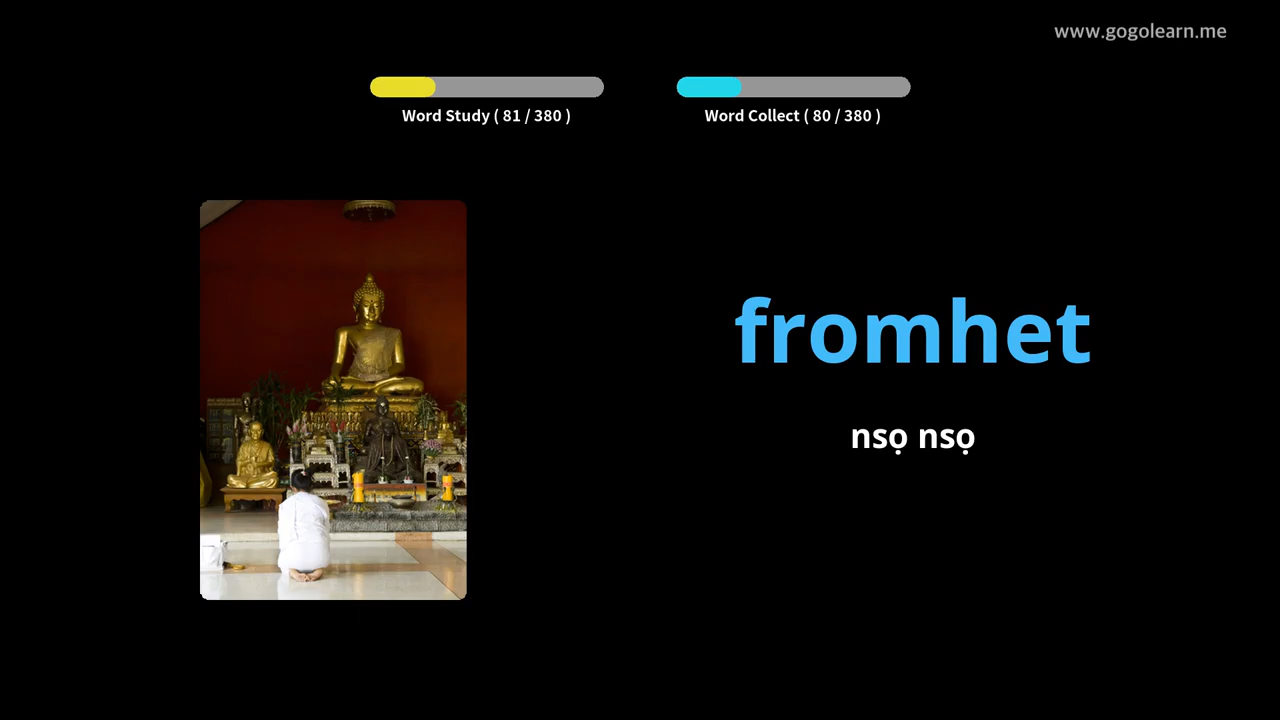 www.gogolearn.me
Word Study ( 81 / 380 )
Word Collect ( 80 / 380 )
fromhet
nsọ nsọ